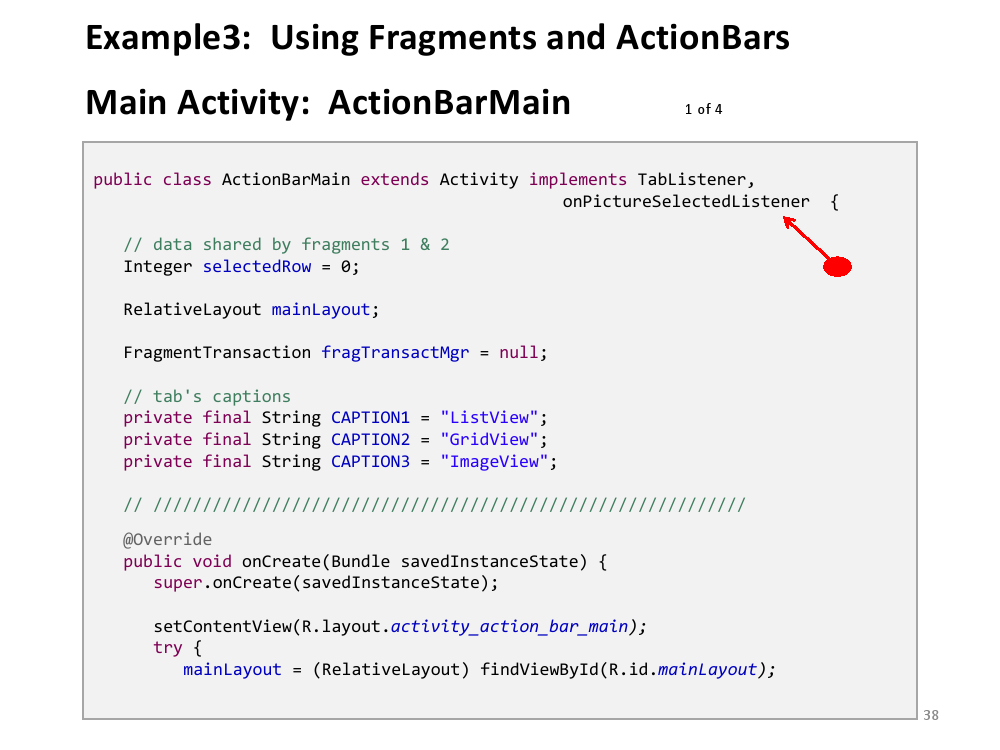 Example3: Using Fragments and ActionBars
Main Activity: ActionBarMain 1 of 4
public class ActionBarMain extends Activity implements TabListener,
onPictureSelectedListener {
// data shared by fragments 1 & 2
Integer selectedRow = 0;
RelativeLayout mainLayout;
FragmentTransaction fragTransactMgr = null;
// tab's captions
private final String CAPTION1 = "ListView";
private final String CAPTION2 = "GridView";
private final String CAPTION3 = "ImageView";
// ////////////////////////////////////////////////////////////
@Override
public void onCreate(Bundle savedInstanceState) {
super.onCreate(savedInstanceState);
setContentView(R.layout.activity_action_bar_main);
try {
mainLayout = (RelativeLayout) findViewById(R.id.mainLayout);
38